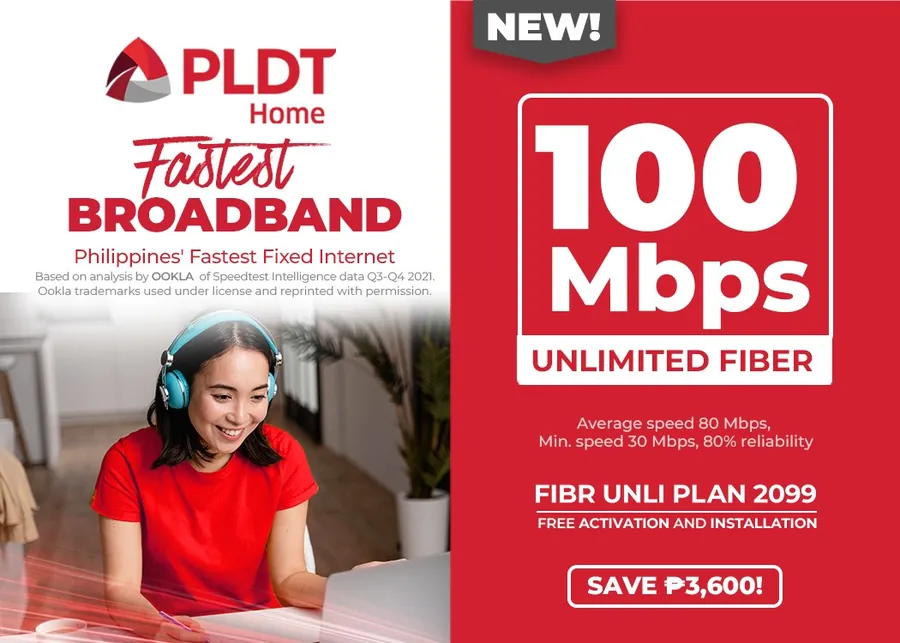 PLDT
Home
Fastest
BROADBAND
Philippines' Fastest Fixed Internet
Based on analysis by OOKLA of Speedtest Intelligence data Q3-Q4 2021.
Ookla trademarks used under license and reprinted with permission.
NEW!
100
Mbps
UNLIMITED FIBER
Average speed 80 Mbps,
Min. speed 30 Mbps, 80% reliability
FIBR UNLI PLAN 2099
FREE ACTIVATION AND INSTALLATION
SAVE ₱3,600!